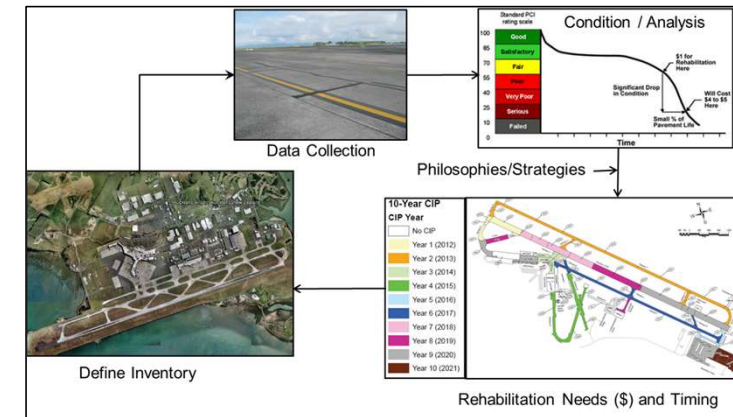 Condition / Analysis
Standard PCI
rating scale
100
85
70
55
40
25
10
0
Good
Satisfactory
Fair
Poor
Very Poor
Serious
Failed
$1 for
Rehabilitation
Here
Significant Drop
in Condition
Will Cost
$4 to $5
Here
Small % of
Pavement Life
Time
Data Collection
Philosophies/Strategies
10-Year CIP
CIP Year
No CIP
Year 1 (2012)
Year 2 (2013)
Year 3 (2014)
Year 4 (2015)
Year 5 (2016)
Year 6 (2017)
Year 7 (2018)
Year 8 (2019)
Year 9 (2020)
Year 10 (2021)
Define Inventory
Rehabilitation Needs ($) and Timing